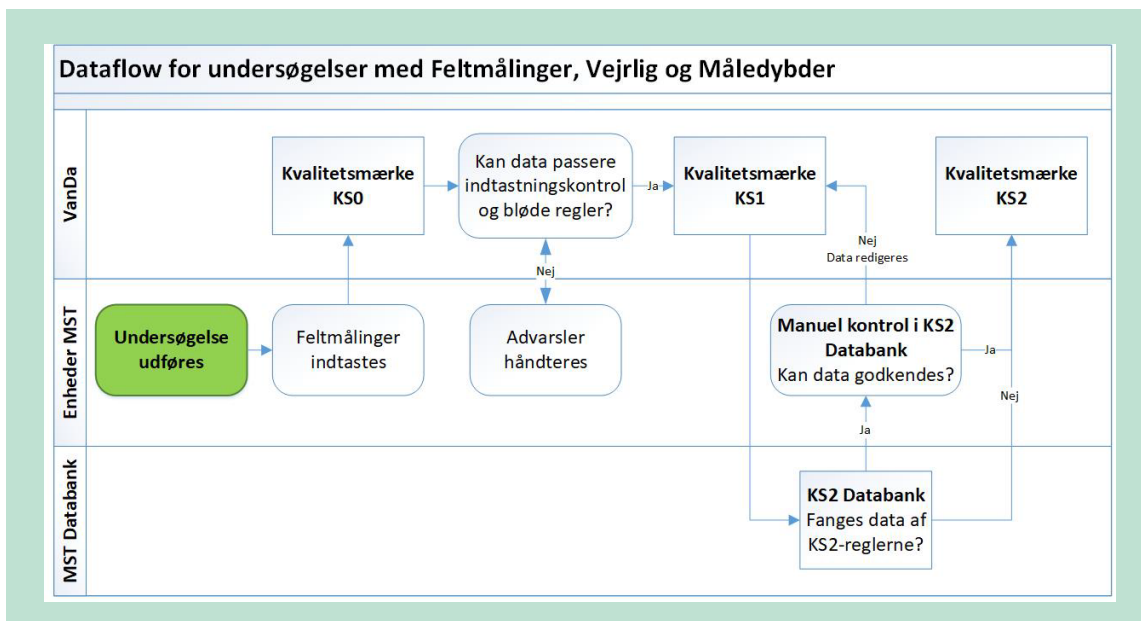 Dataflow for undersøgelser med Feltmålinger, Vejrlig og Måledybder
VanDa
Kvalitetsmærke
KS0
Kan data passere
indtastningskontrol
og bløde regler?
Ja
Kvalitetsmærke
KS1
Kvalitetsmærke
KS2
Nej
Nej
Data redigeres
Enheder MST
Undersøgelse
udføres
Feltmålinger
indtastes
Advarsler
håndteres
Manuel kontrol i KS2
Databank
Kan data godkendes?
Ja
Nej
Ja
MST Databank
KS2 Databank
Fanges data af
KS2-reglerne?